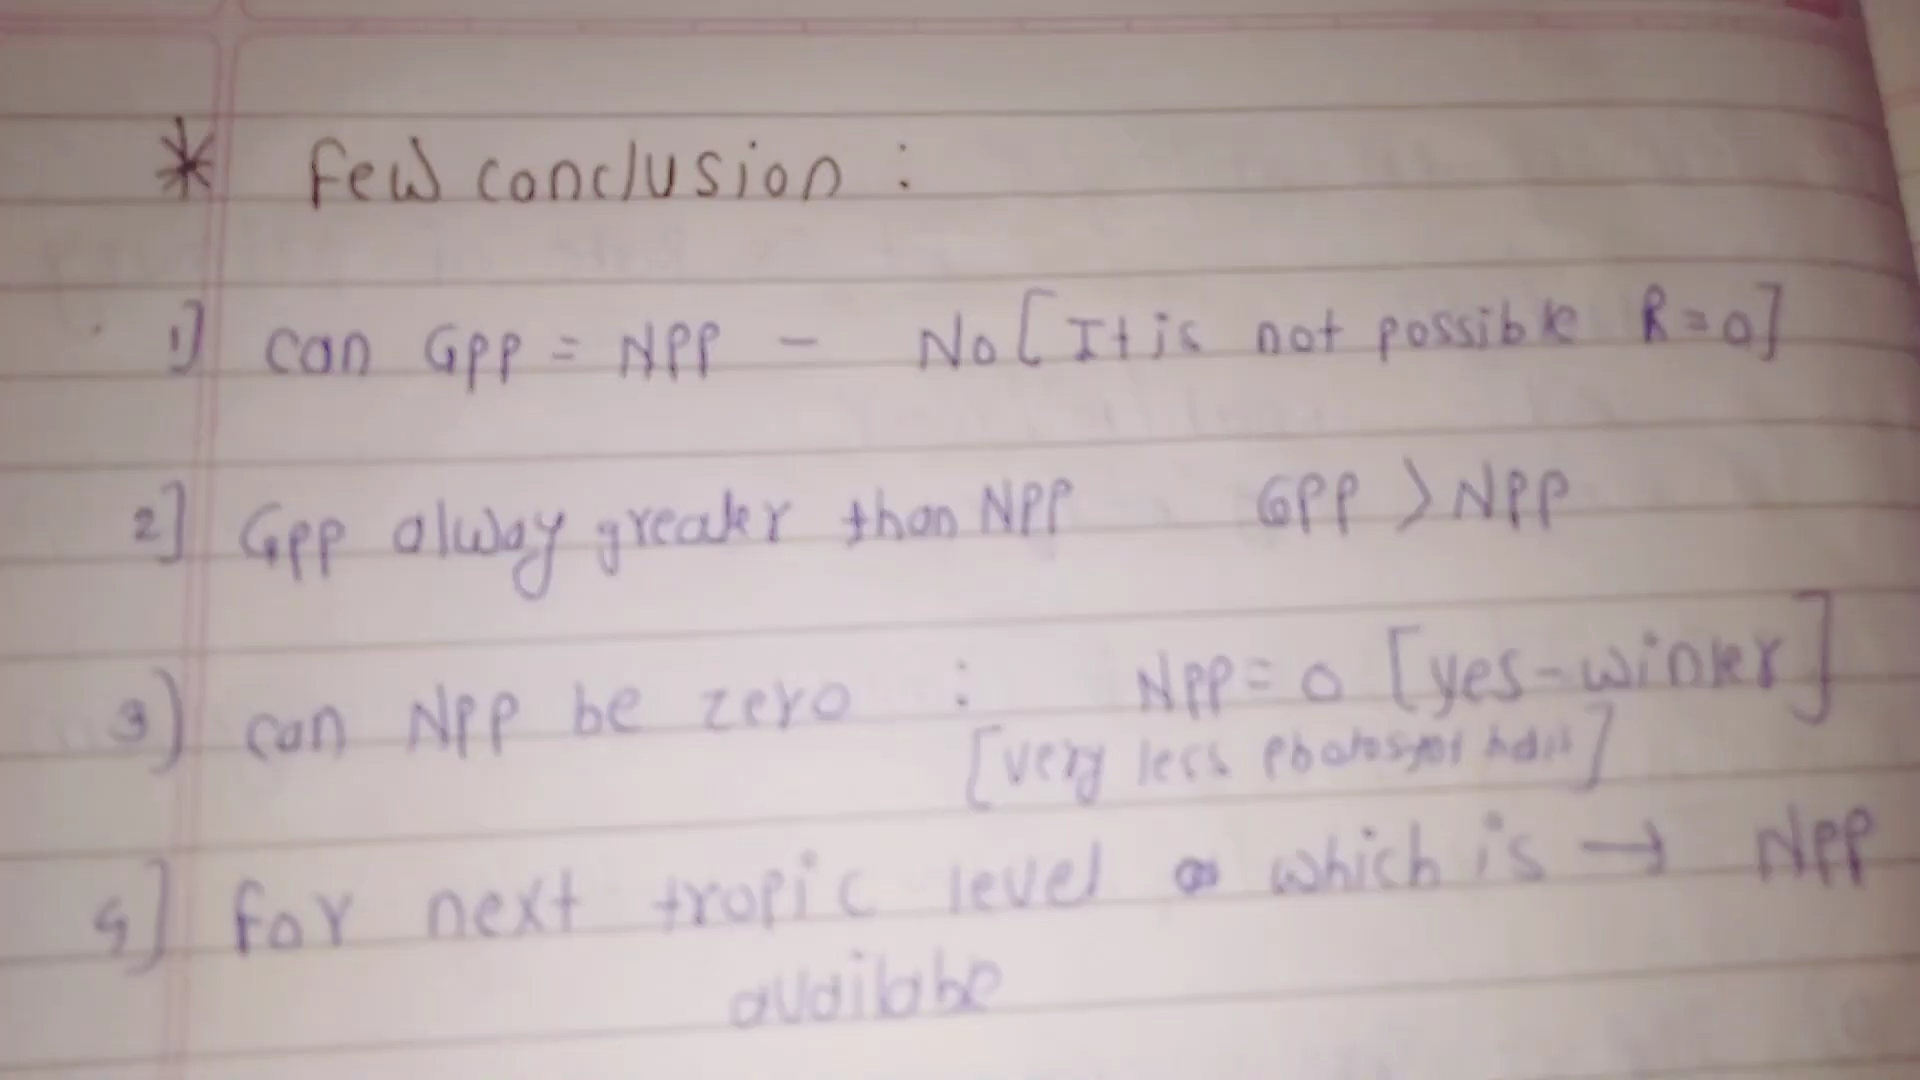 * Few conclusion :
1] can GPP = NPP - No [It is not possible R=0]
2] GPP alway greater than NPP GPP > NPP
3) can NPP be zero : NPP = 0 [yes-winter]
[very less
4] For next tropic level which is → NPP
availabe